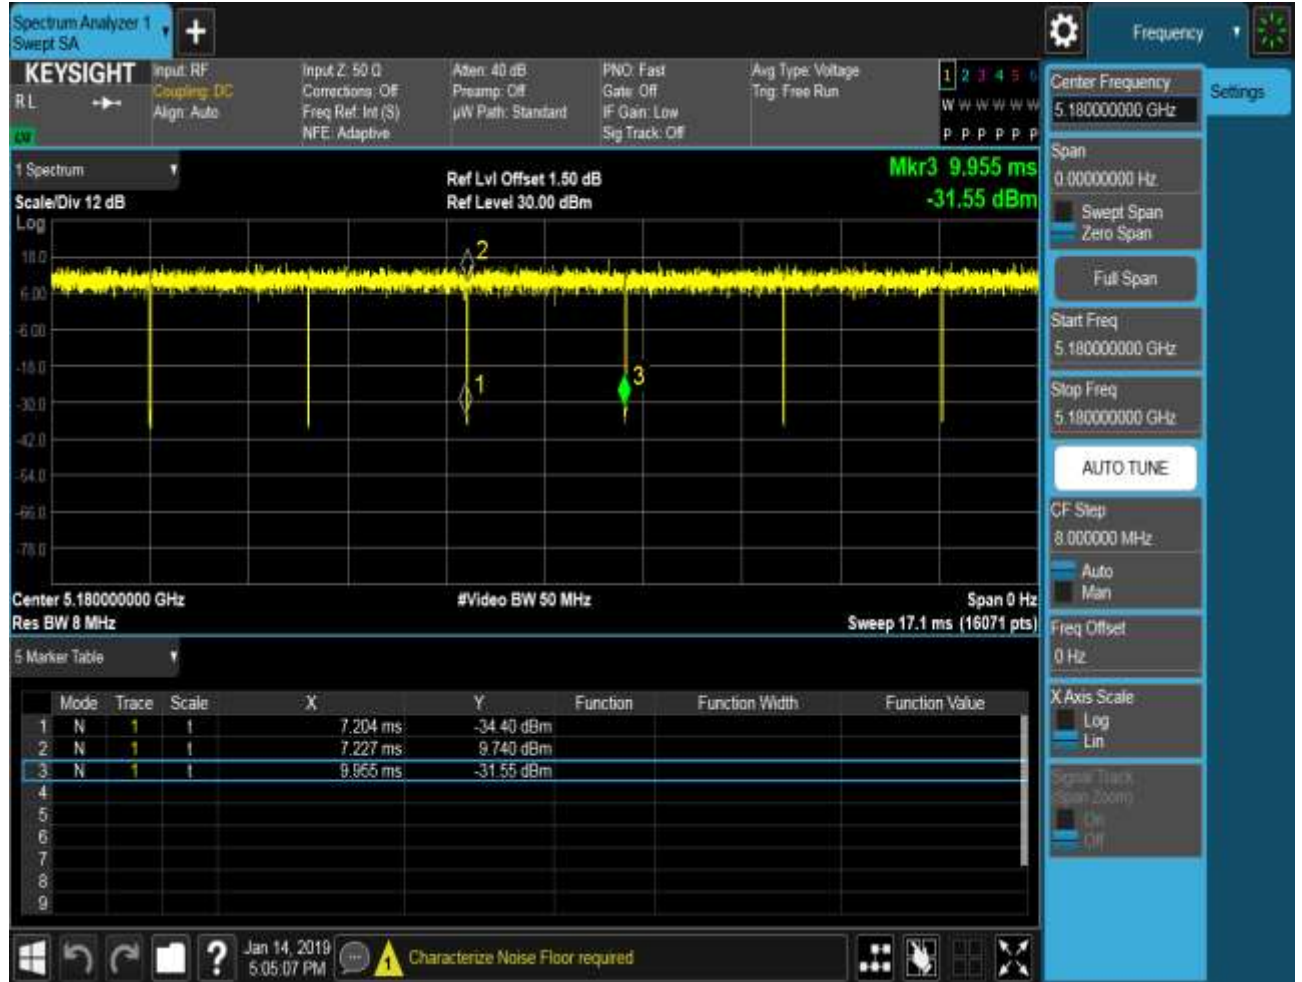 Spectrum Analyzer 1
Swept SA
+
Frequency
KEYSIGHT
RL
Input: RF
Coupling: DC
Align: Auto
Input Z: 50 Ω
Corrections: Off
Freq Ref: Int (S)
NFE: Adaptive
Atten: 40 dB
Preamp: Off
µW Path: Standard
PNO: Fast
Gate: Off
IF Gain: Low
Sig Track: Off
Avg Type: Voltage
Trig: Free Run
1 2 3 4 5 6
W W W W W W
P P P P P P
1 Spectrum
Scale/Div 12 dB
Ref Lvl Offset 1.50 dB
Ref Level 30.00 dBm
Mkr3 9.955 ms
-31.55 dBm
Log
18.0
6.00
-6.00
-18.0
-30.0
-42.0
-54.0
-66.0
-78.0
2
1
3
Center 5.180000000 GHz
#Video BW 50 MHz
Span 0 Hz
Res BW 8 MHz
Sweep 17.1 ms (16071 pts)
5 Marker Table
Mode Trace Scale X Y Function Function Width Function Value
1 N 1 t 7.204 ms -34.40 dBm
2 N 1 t 7.227 ms 9.740 dBm
3 N 1 t 9.955 ms -31.55 dBm
4
5
6
7
8
9
Jan 14, 2019
5:05:07 PM
?
1
Characterize Noise Floor required
Center Frequency
5.180000000 GHz
Settings
Span
0.00000000 Hz
Swept Span
Zero Span
Full Span
Start Freq
5.180000000 GHz
Stop Freq
5.180000000 GHz
AUTO TUNE
CF Step
8.000000 MHz
Auto
Man
Freq Offset
0 Hz
X Axis Scale
Log
Lin
Signal Track
(Span Zoom)
On
Off